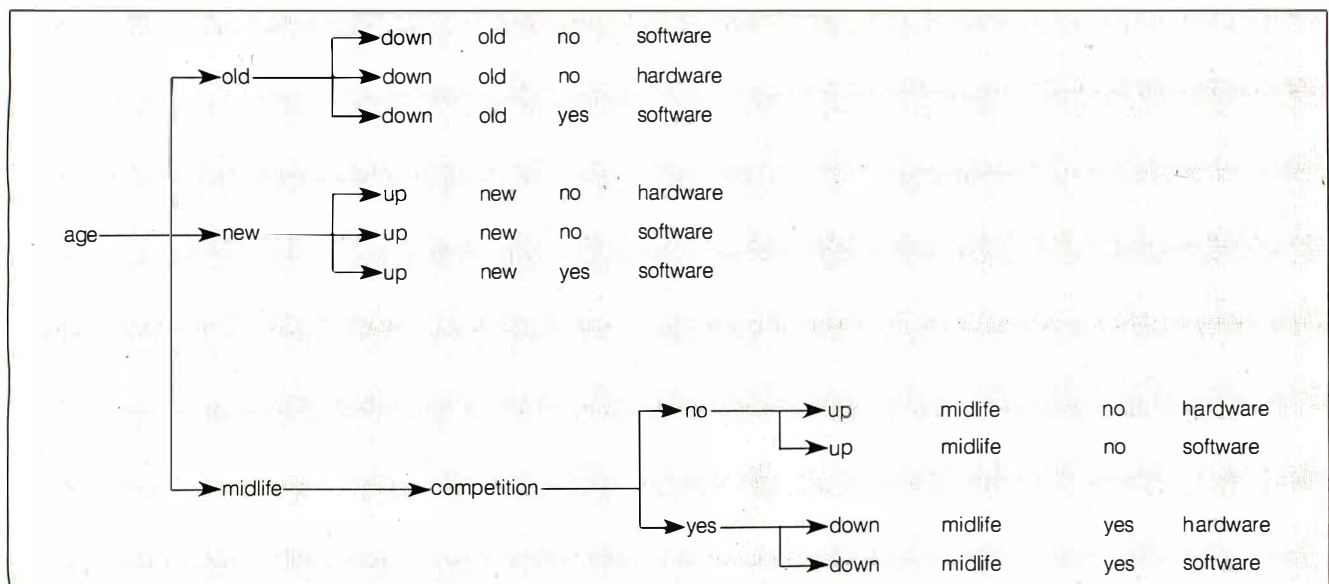 down old no software
old down old no hardware
down old yes software
up new no hardware
age new up new no software
up new yes software
no up midlife no hardware
up midlife no software
midlife competition
yes down midlife yes hardware
down midlife yes software